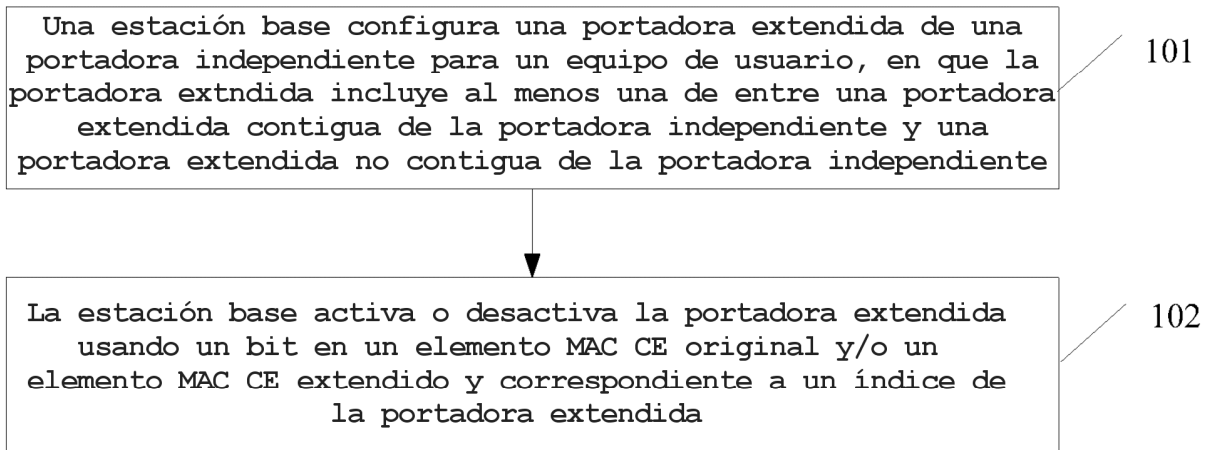 Una estación base configura una portadora extendida de una
portadora independiente para un equipo de usuario, en que la
portadora extndida incluye al menos una de entre una portadora
extendida contigua de la portadora independiente y una
portadora extendida no contigua de la portadora independiente
101
La estación base activa o desactiva la portadora extendida
usando un bit en un elemento MAC CE original y/o un
elemento MAC CE extendido y correspondiente a un índice de
la portadora extendida
102